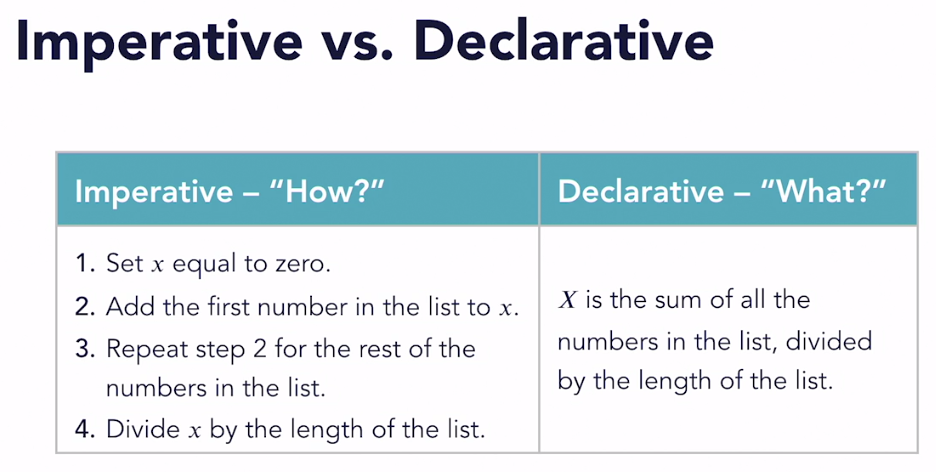 Imperative vs. Declarative
Imperative – “How?”
Declarative – “What?”
1. Set x equal to zero.
2. Add the first number in the list to x.
3. Repeat step 2 for the rest of the
numbers in the list.
4. Divide x by the length of the list.
X is the sum of all the
numbers in the list, divided
by the length of the list.